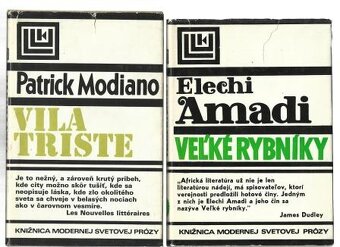 Patrick Modiano
VILA
TRISTE
Je to nežný, a zároveň krutý príbeh,
kde city možno skôr tušiť, kde sa
neopisuje láska, kde zlo okolitého
sveta sa chveje v belasých nociach
ako v čarovnom vesmíre.
Les Nouvelles littéraires
KNIŽNICA MODERNEJ SVETOVEJ PRÓZY
Elechi
Amadi
VEĽKÉ RYBNÍKY
„Africká literatúra už nie je len
literatúrou nádejí, má spisovateľov, ktorí
verejnosti predložili hotové činy. Jedným
z nich je Elechi Amadi a jeho čin sa
nazýva Veľké rybníky.“
James Dudley
KNIŽNICA MODERNEJ SVETOVEJ PRÓZY